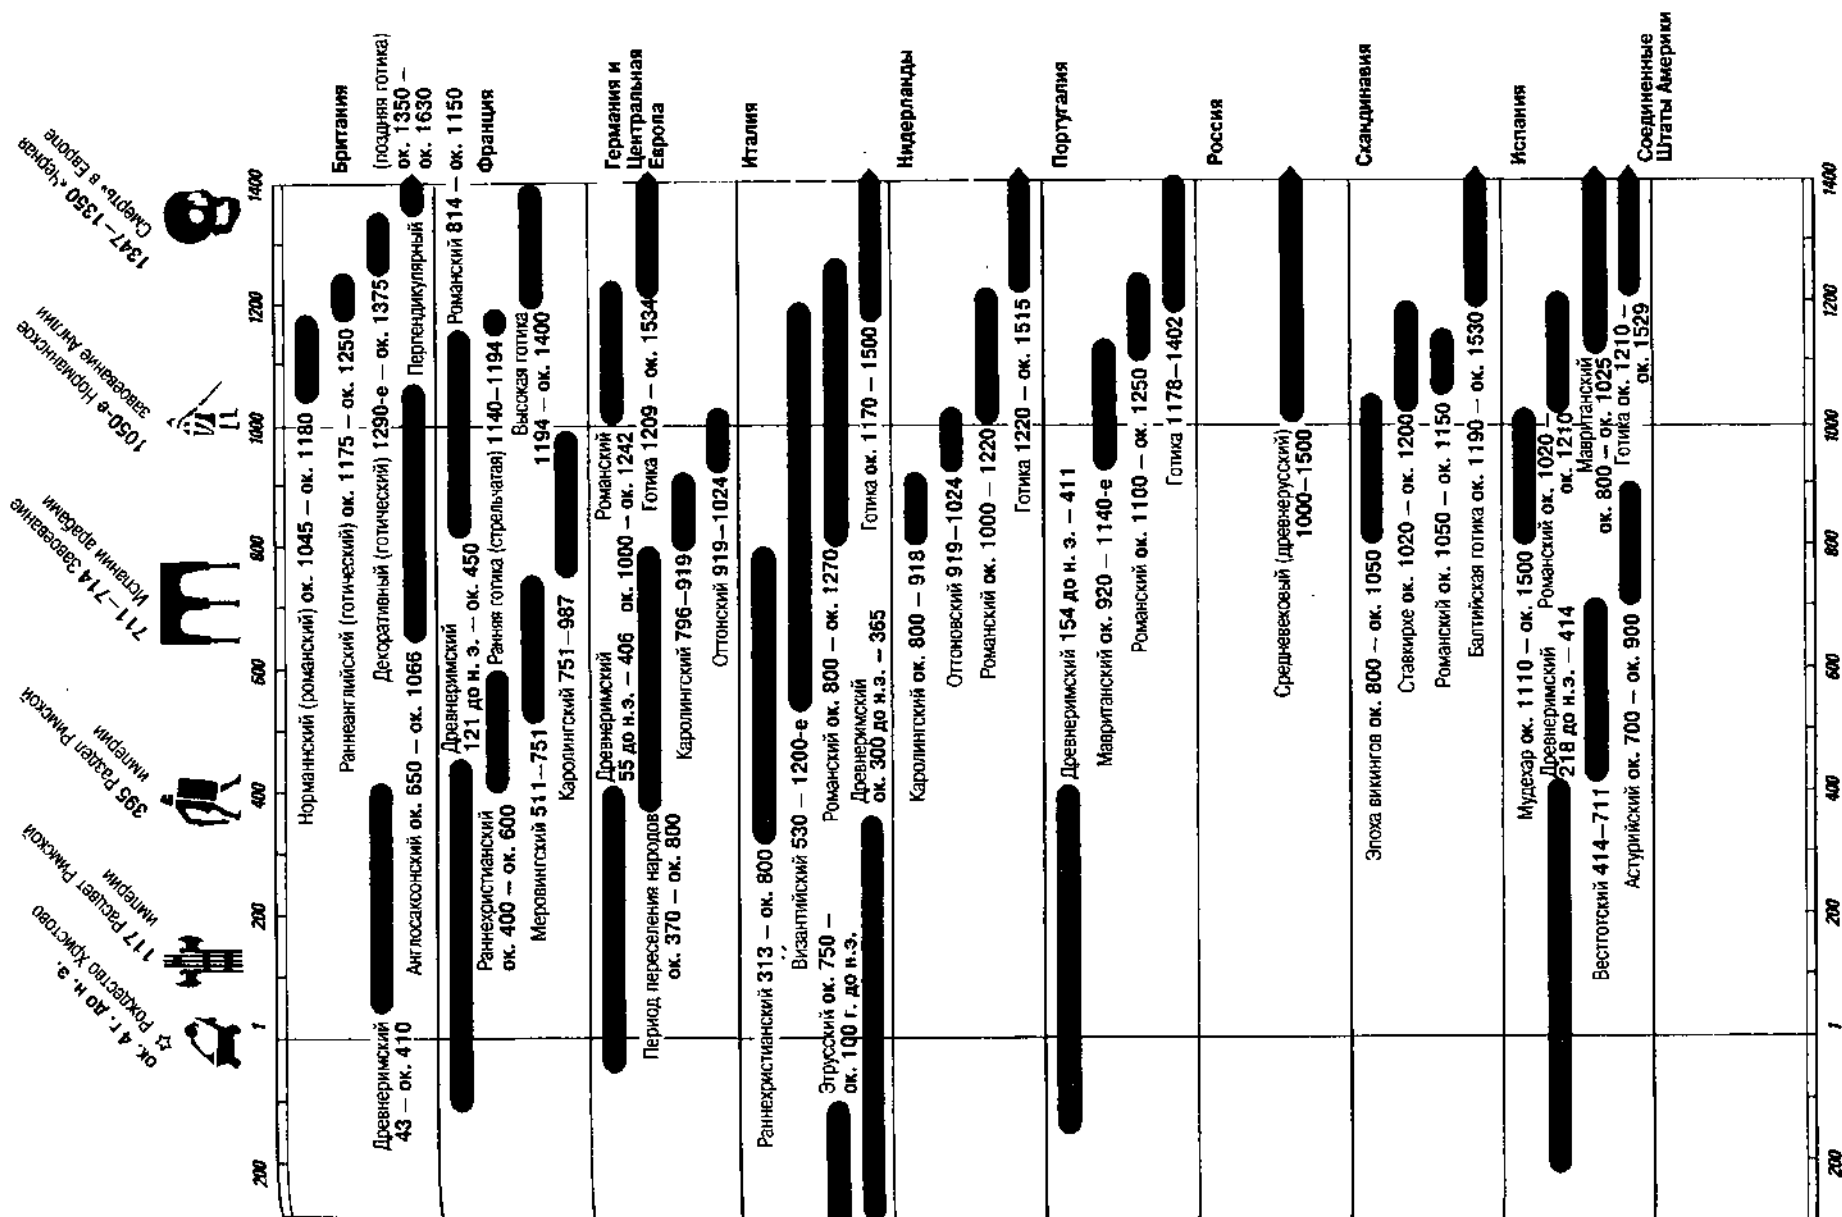 ок. 4 г. до н. э.
☆ Рождество Христово
117 Расцвет Римской
империи
395 Раздел Римской
империи
711–714 Завоевание
Испании арабами
1050-е Норманнское
завоевание Англии
1347–1350 «Черная
Смерть» в Европе
200
1
200
400
600
800
1000
1200
1400
Британия
Норманнский (романский) ок. 1045 – ок. 1180
Раннеанглийский (готический) ок. 1175 – ок. 1250
Древнеримский
43 – ок. 410
Декоративный (готический) 1290-е – ок. 1375
Англосаксонский ок. 650 – ок. 1066
Перпендикулярный
(поздняя готика)
ок. 1350 –
ок. 1630
Франция
Древнеримский
121 до н. э. – ок. 450
Романский 814 – ок. 1150
Раннехристианский
ок. 400 – ок. 600
Ранняя готика (стрельчатая) 1140–1194
Меровингский 511–751
Высокая готика
1194 – ок. 1400
Каролингский 751–987
Германия и
Центральная
Европа
Древнеримский
55 до н.э. – 406
Романский
ок. 1000 – ок. 1242
Период переселения народов
ок. 370 – ок. 800
Готика 1209 – ок. 1534
Каролингский 796–919
Оттонский 919–1024
Италия
Раннехристианский 313 – ок. 800
Византийский 530 – 1200-е
Этрусский ок. 750 –
ок. 100 г. до н.э.
Романский ок. 800 – ок. 1270
Древнеримский
ок. 300 до н.э. – 365
Готика ок. 1170 – 1500
Нидерланды
Каролингский ок. 800 – 918
Оттоновский 919–1024
Романский ок. 1000 – 1220
Готика 1220 – ок. 1515
Португалия
Древнеримский 154 до н. э. – 411
Мавританский ок. 920 – 1140-е
Романский ок. 1100 – ок. 1250
Готика 1178–1402
Россия
Средневековый (древнерусский)
1000–1500
Скандинавия
Эпоха викингов ок. 800 – ок. 1050
Ставкирхе ок. 1020 – ок. 1200
Романский ок. 1050 – ок. 1150
Балтийская готика ок. 1190 – ок. 1530
Испания
Мудехар ок. 1110 – ок. 1500
Древнеримский
218 до н.э. – 414
Романский ок. 1020 –
ок. 1210
Вестготский 414–711
Мавританский
ок. 800 – ок. 1025
Астурийский ок. 700 – ок. 900
Готика ок. 1210 –
ок. 1529
Соединенные
Штаты Америки
200
1
200
400
600
800
1000
1200
1400